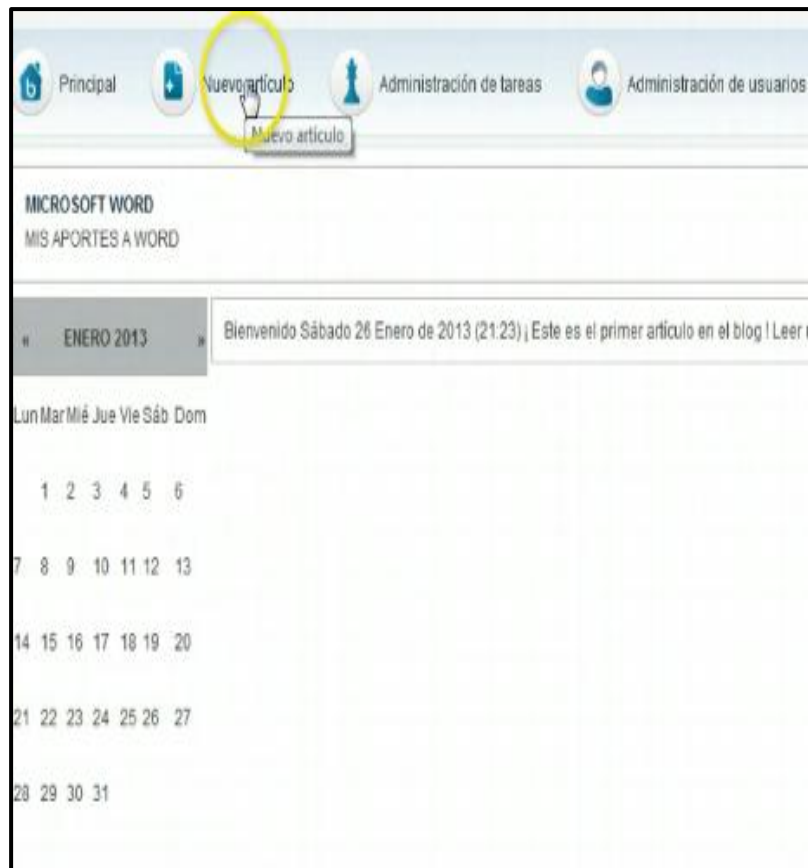 Principal Nuevo artículo Administración de tareas Administración de usuarios
Nuevo artículo
MICROSOFT WORD
MIS APORTES A WORD
« ENERO 2013 »
Bienvenido Sábado 26 Enero de 2013 (21:23) ¡ Este es el primer artículo en el blog ! Leer
Lun Mar Mié Jue Vie Sáb Dom
1 2 3 4 5 6
7 8 9 10 11 12 13
14 15 16 17 18 19 20
21 22 23 24 25 26 27
28 29 30 31